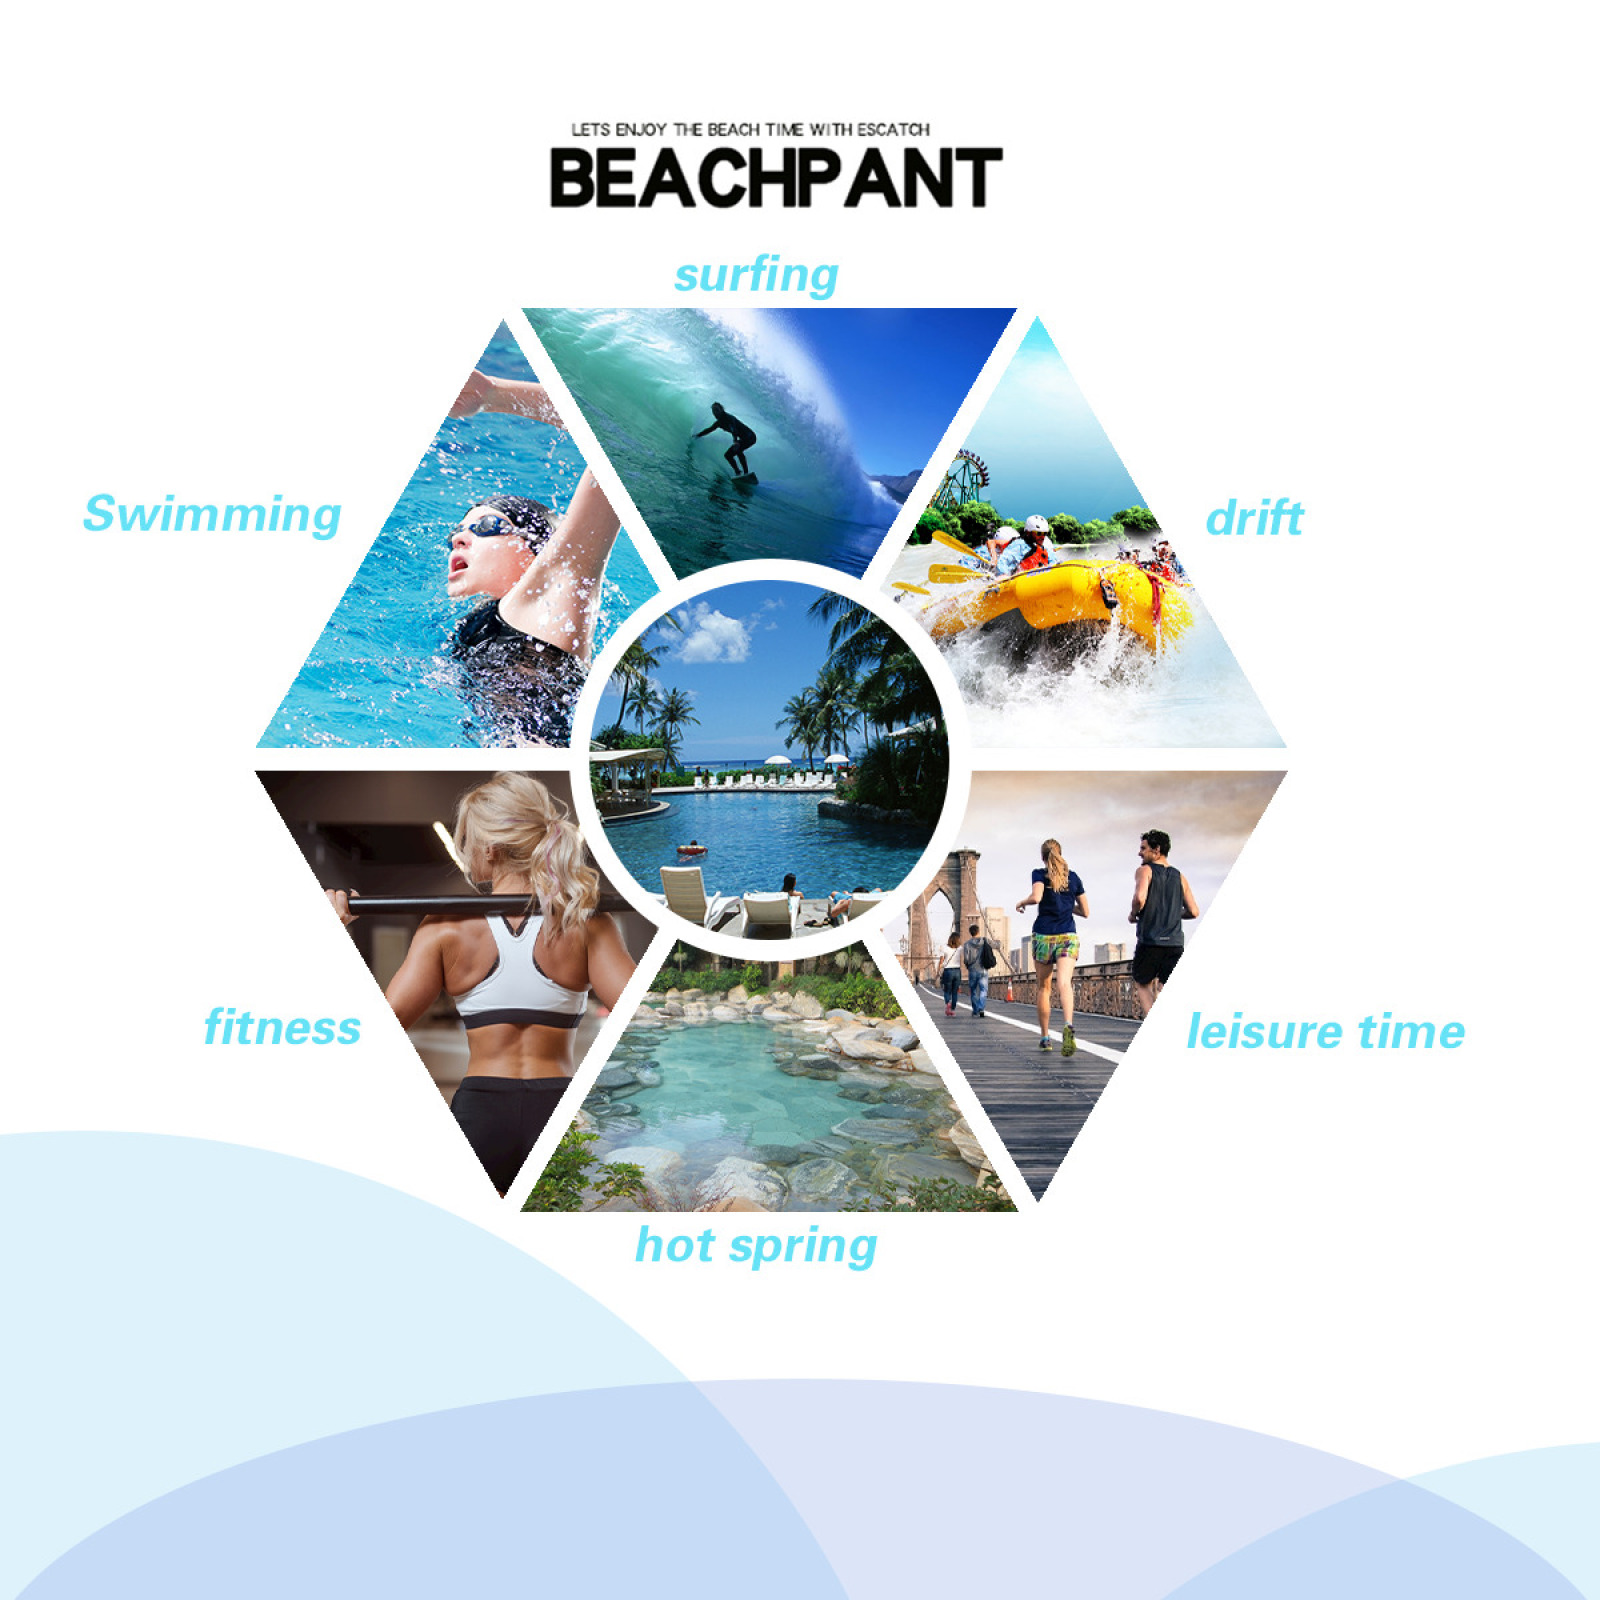 LETS ENJOY THE BEACH TIME WITH ESCATCH
BEACHPANT
surfing
Swimming
drift
fitness
leisure time
hot spring